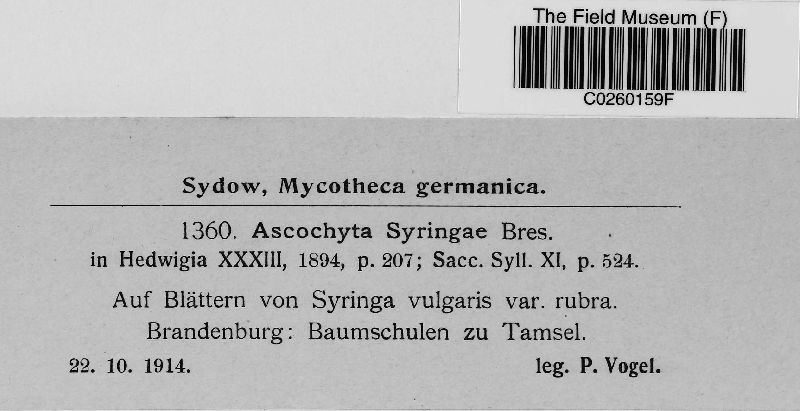 The Field Museum (F)
C0260159F
Sydow, Mycotheca germanica.
1360. Ascochyta Syringae Bres.
in Hedwigia XXXIII, 1894, p. 207; Sacc. Syll. XI, p. 524.
Auf Blättern von Syringa vulgaris var. rubra.
Brandenburg: Baumschulen zu Tamsel.
22. 10. 1914. leg. P. Vogel.